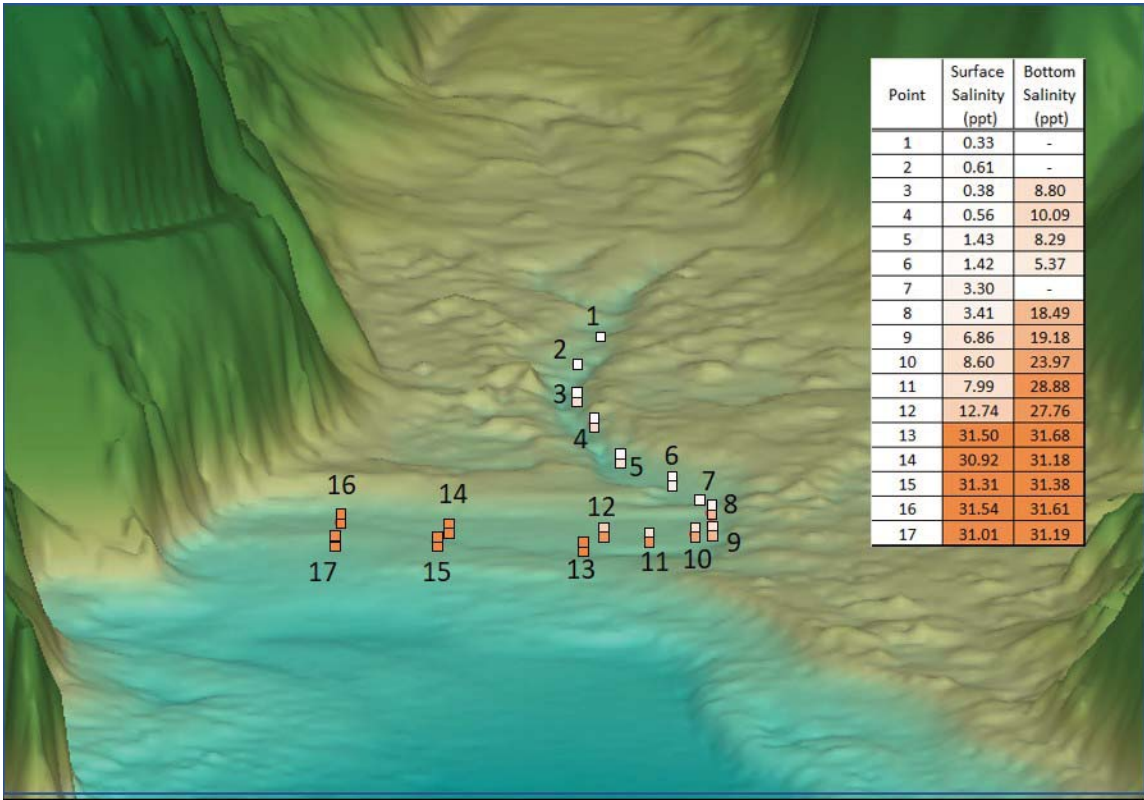 Point Surface Salinity (ppt) Bottom Salinity (ppt)
1 0.33 -
2 0.61 -
3 0.38 8.80
4 0.56 10.09
5 1.43 8.29
6 1.42 5.37
7 3.30 -
8 3.41 18.49
9 6.86 19.18
10 8.60 23.97
11 7.99 28.88
12 12.74 27.76
13 31.50 31.68
14 30.92 31.18
15 31.31 31.38
16 31.54 31.61
17 31.01 31.19
1
2
3
4
5
6
7
8
16
14
12
9
17
15
13
11
10